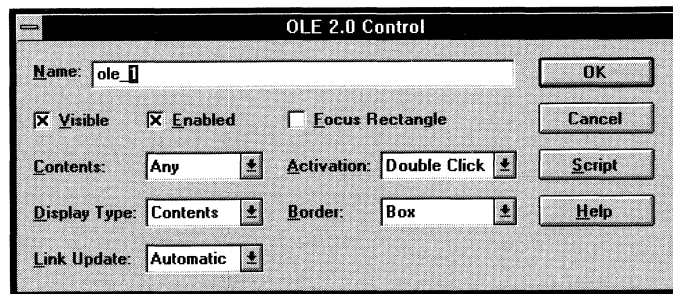 OLE 2.0 Control
Name: ole_1 OK
Visible Enabled Focus Rectangle Cancel
Contents: Any Activation: Double Click Script
Display Type: Contents Border: Box Help
Link Update: Automatic